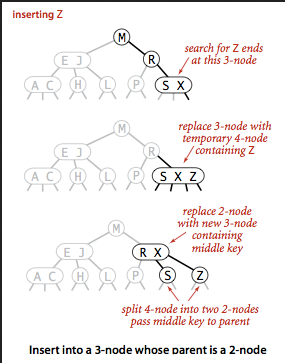 inserting Z
M
E J R
search for Z ends
at this 3-node
A C H L P S X
replace 3-node with
temporary 4-node
containing Z
M
E J R
A C H L P S X Z
replace 2-node
with new 3-node
containing
middle key
M
E J R X
A C H L P S Z
split 4-node into two 2-nodes
pass middle key to parent
Insert into a 3-node whose parent is a 2-node